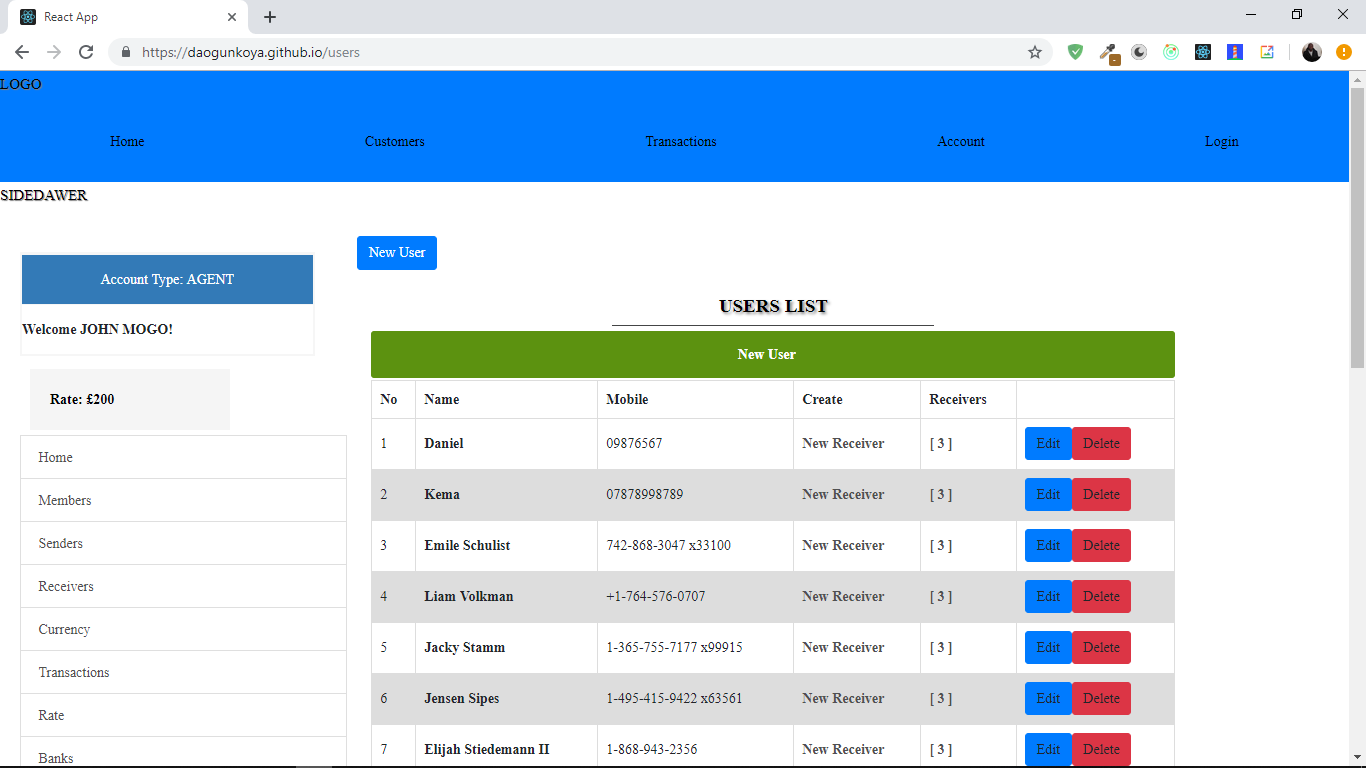 React App
https://daogunkoya.github.io/users
LOGO
Home Customers Transactions Account Login
SIDEDAWER
New User
Account Type: AGENT
Welcome JOHN MOGO!
Rate: £200
Home
Members
Senders
Receivers
Currency
Transactions
Rate
Banks
USERS LIST
New User
No Name Mobile Create Receivers
1 Daniel 09876567 New Receiver [ 3 ] Edit Delete
2 Kema 07878998789 New Receiver [ 3 ] Edit Delete
3 Emile Schulist 742-868-3047 x33100 New Receiver [ 3 ] Edit Delete
4 Liam Volkman +1-764-576-0707 New Receiver [ 3 ] Edit Delete
5 Jacky Stamm 1-365-755-7177 x99915 New Receiver [ 3 ] Edit Delete
6 Jensen Sipes 1-495-415-9422 x63561 New Receiver [ 3 ] Edit Delete
7 Elijah Stiedemann II 1-868-943-2356 New Receiver [ 3 ] Edit Delete